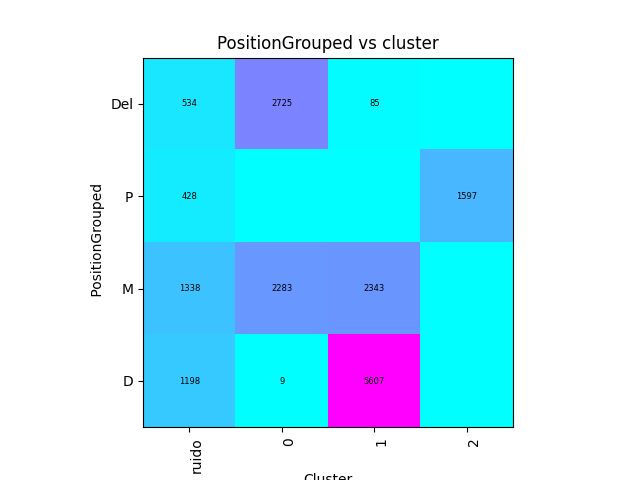 PositionGrouped vs cluster
PositionGrouped
Del
534
2725
85
P
428
1597
M
1338
2283
2343
D
1198
9
5607
ruido
0
1
2
Cluster